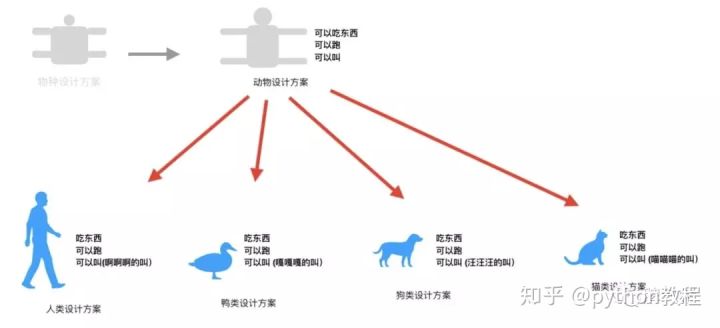 可以吃东西
可以跑
可以叫
物种设计方案
动物设计方案
吃东西
可以跑
可以叫(啊啊啊的叫)
人类设计方案
吃东西
可以跑
可以叫 (嘎嘎嘎的叫)
鸭类设计方案
吃东西
可以跑
可以叫 (汪汪汪的叫)
狗类设计方案
吃东西
可以跑
可以叫 (喵喵喵的叫)
猫类设计方案
知乎 @python教程